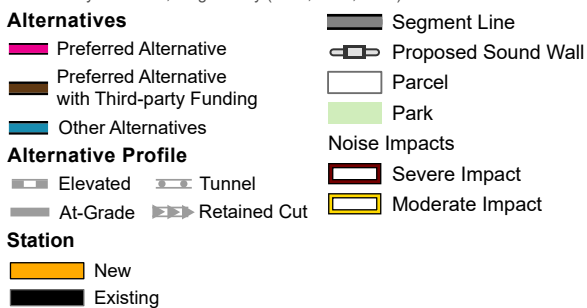 Alternatives
Preferred Alternative
Preferred Alternative
with Third-party Funding
Other Alternatives
Alternative Profile
Elevated
Tunnel
At-Grade
Retained Cut
Station
New
Existing
Segment Line
Proposed Sound Wall
Parcel
Park
Noise Impacts
Severe Impact
Moderate Impact